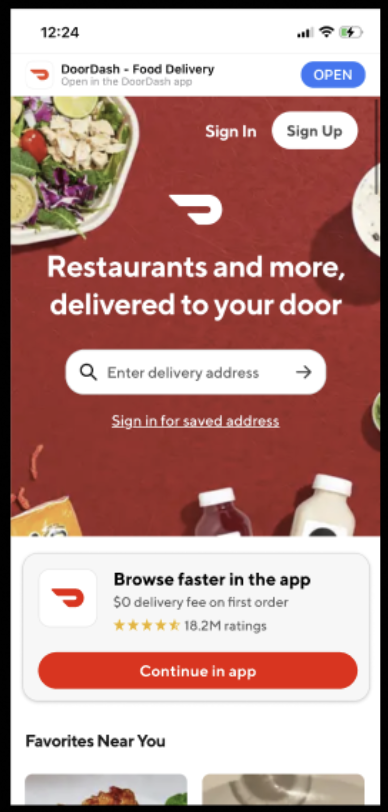 12:24
DoorDash - Food Delivery
Open in the DoorDash app
OPEN
Sign In
Sign Up
Restaurants and more,
delivered to your door
Enter delivery address
Sign in for saved address
Browse faster in the app
$0 delivery fee on first order
18.2M ratings
Continue in app
Favorites Near You